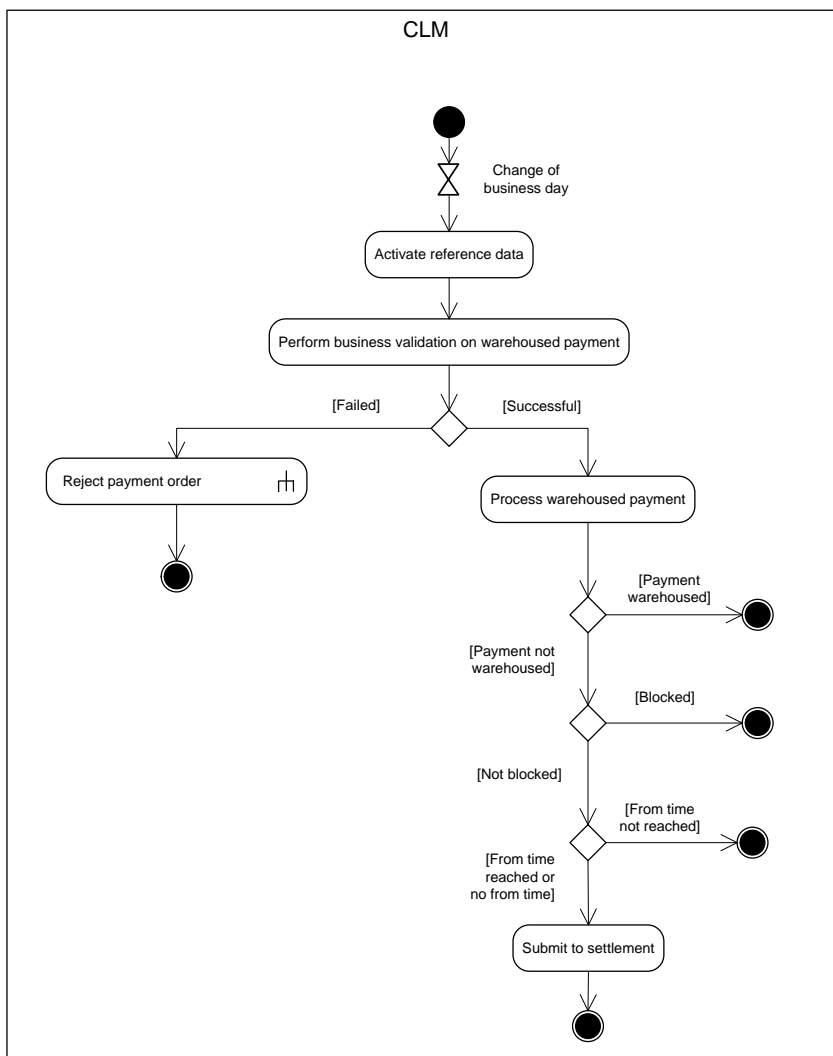 CLM
Change of
business day
Activate reference data
Perform business validation on warehoused payment
[Failed]
[Successful]
Reject payment order
Process warehoused payment
[Payment
warehoused]
[Payment not
warehoused]
[Blocked]
[Not blocked]
[From time
not reached]
[From time
reached or
no from time]
Submit to settlement